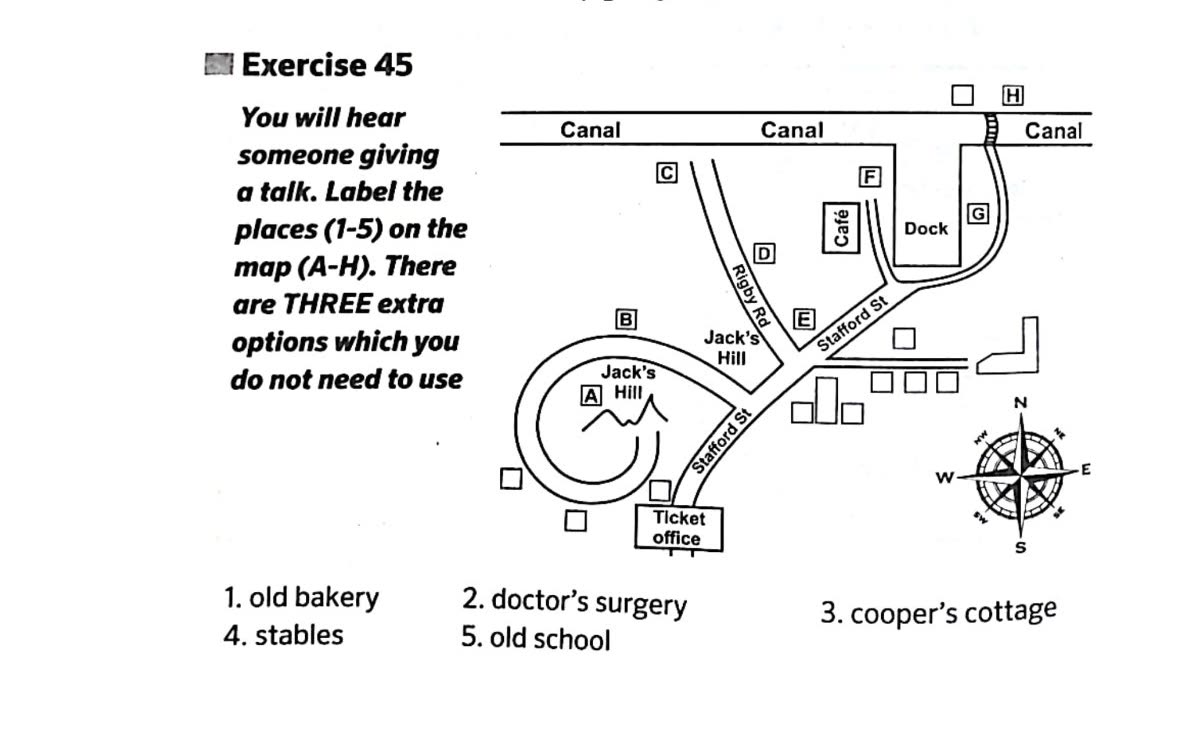 Exercise 45
You will hear
someone giving
a talk. Label the
places (1-5) on the
map (A-H). There
are THREE extra
options which you
do not need to use
H
Canal Canal Canal
C
F
Café
G
Dock
D
Rigby Rd
E
Stafford St
B
Jack's
Hill
Jack's
A Hill
Stafford St
Ticket
office
N
NW NE
W E
SW SE
S
1. old bakery 2. doctor's surgery 3. cooper's cottage
4. stables 5. old school